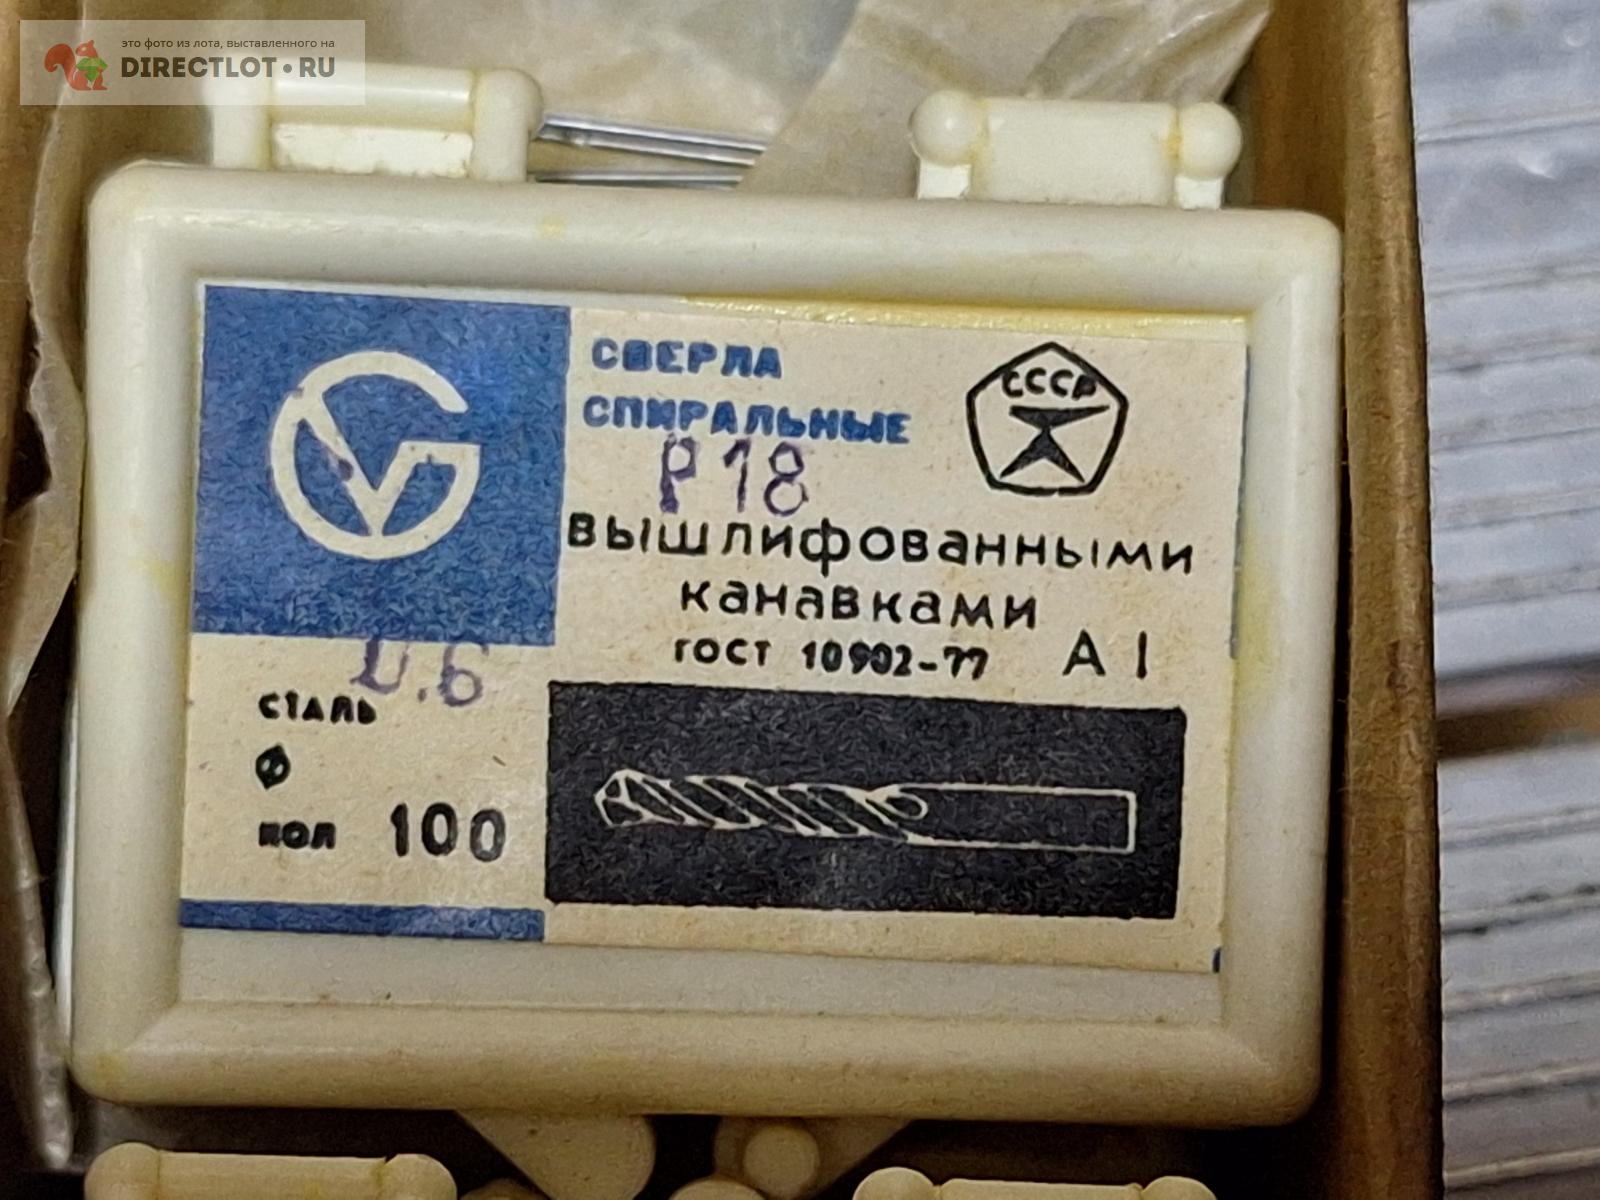 это фото из лота, выставленного на
DIRECTLOT•RU
СВЕРЛА
СПИРАЛЬНЫЕ
СССР
Р18
ВЫШЛИФОВАННЫМИ
канавками
ГОСТ 10902-77 А 1
0.6
СТАЛЬ
Ф
КОЛ 100